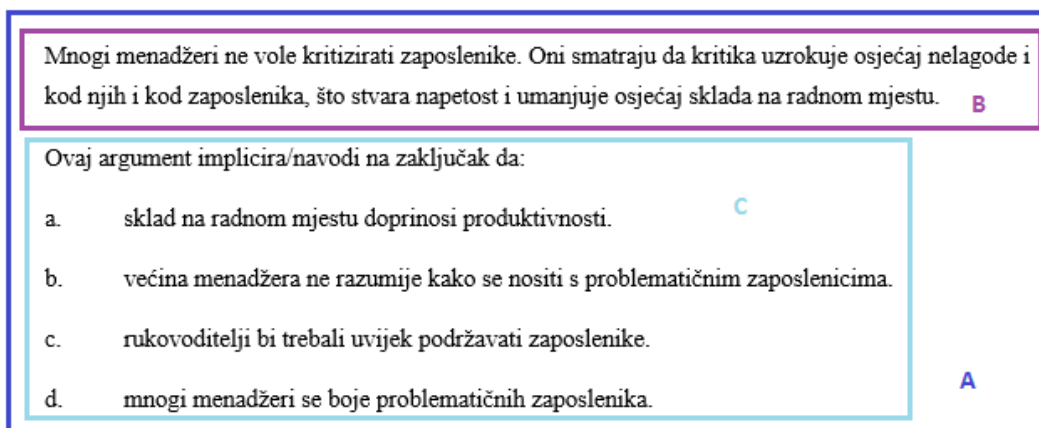 Mnogi menadžeri ne vole kritizirati zaposlenike. Oni smatraju da kritika uzrokuje osjećaj nelagode i
kod njih i kod zaposlenika, što stvara napetost i umanjuje osjećaj sklada na radnom mjestu.
B
Ovaj argument implicira/navodi na zaključak da:
a. sklad na radnom mjestu doprinosi produktivnosti.
C
b. većina menadžera ne razumije kako se nositi s problematičnim zaposlenicima.
c. rukovoditelji bi trebali uvijek podržavati zaposlenike.
d. mnogi menadžeri se boje problematičnih zaposlenika.
A